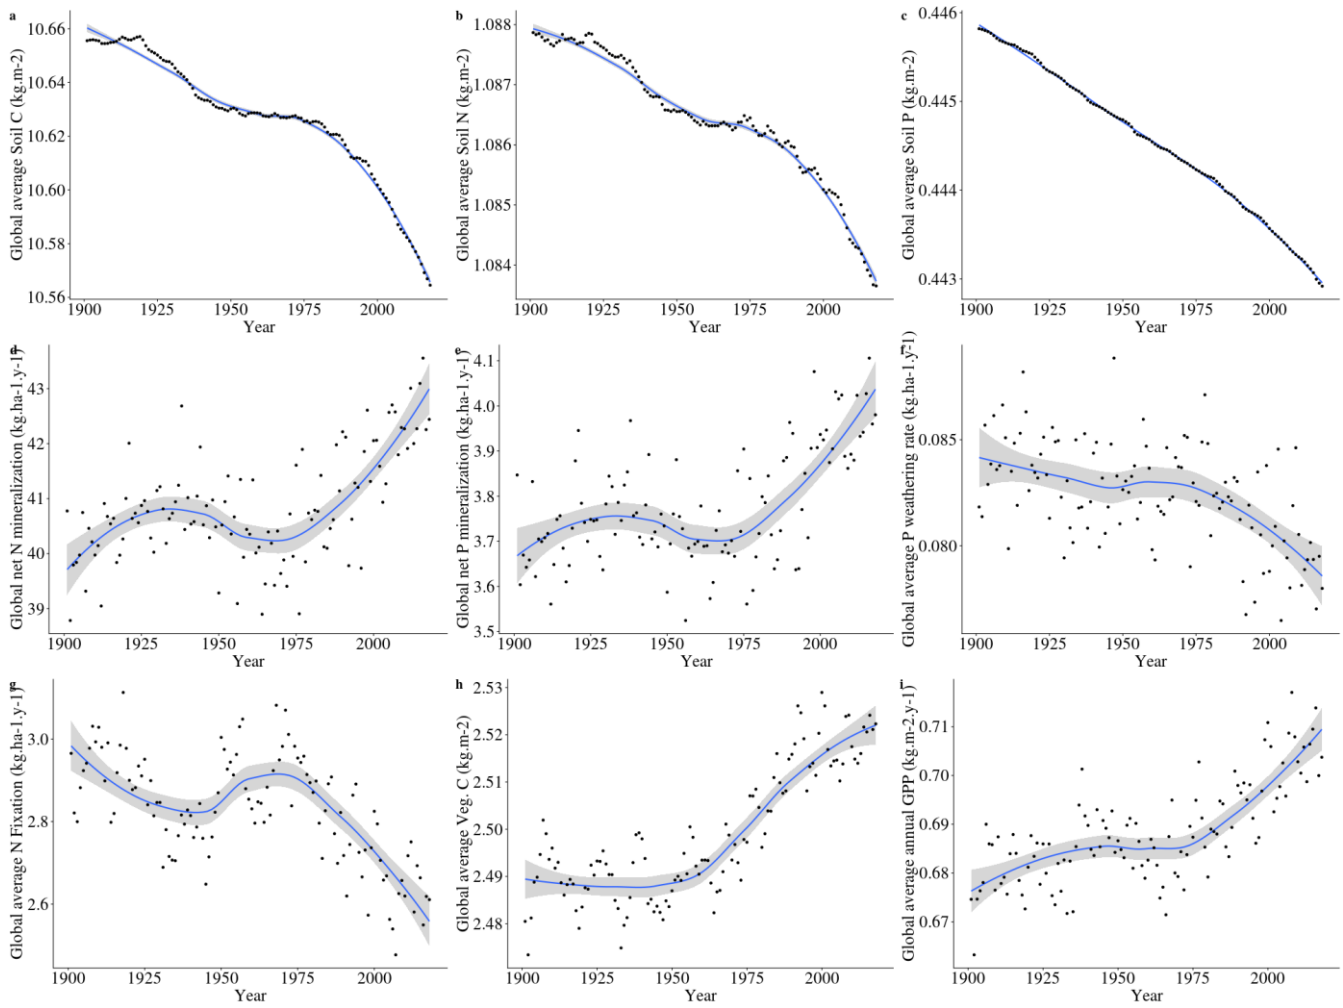 a
Global average Soil C (kg.m-2)
10.66
10.64
10.62
10.60
10.58
10.56
1900 1925 1950 1975 2000
Year
b
Global average Soil N (kg.m-2)
1.088
1.087
1.086
1.085
1.084
1900 1925 1950 1975 2000
Year
c
Global average Soil P (kg.m-2)
0.446
0.445
0.444
0.443
1900 1925 1950 1975 2000
Year
d
Global net N mineralization (kg.ha-1.y-1)
43
42
41
40
39
1900 1925 1950 1975 2000
Year
e
Global net P mineralization (kg.ha-1.y-1)
4.1
4.0
3.9
3.8
3.7
3.6
3.5
1900 1925 1950 1975 2000
Year
f
Global average P weathering rate (kg.ha-1.y-1)
0.085
0.080
1900 1925 1950 1975 2000
Year
g
Global average N Fixation (kg.ha-1.y-1)
3.0
2.8
2.6
1900 1925 1950 1975 2000
Year
h
Global average Veg. C (kg.m-2)
2.53
2.52
2.51
2.50
2.49
2.48
1900 1925 1950 1975 2000
Year
i
Global average annual GPP (kg.m-2.y-1)
0.71
0.70
0.69
0.68
0.67
1900 1925 1950 1975 2000
Year